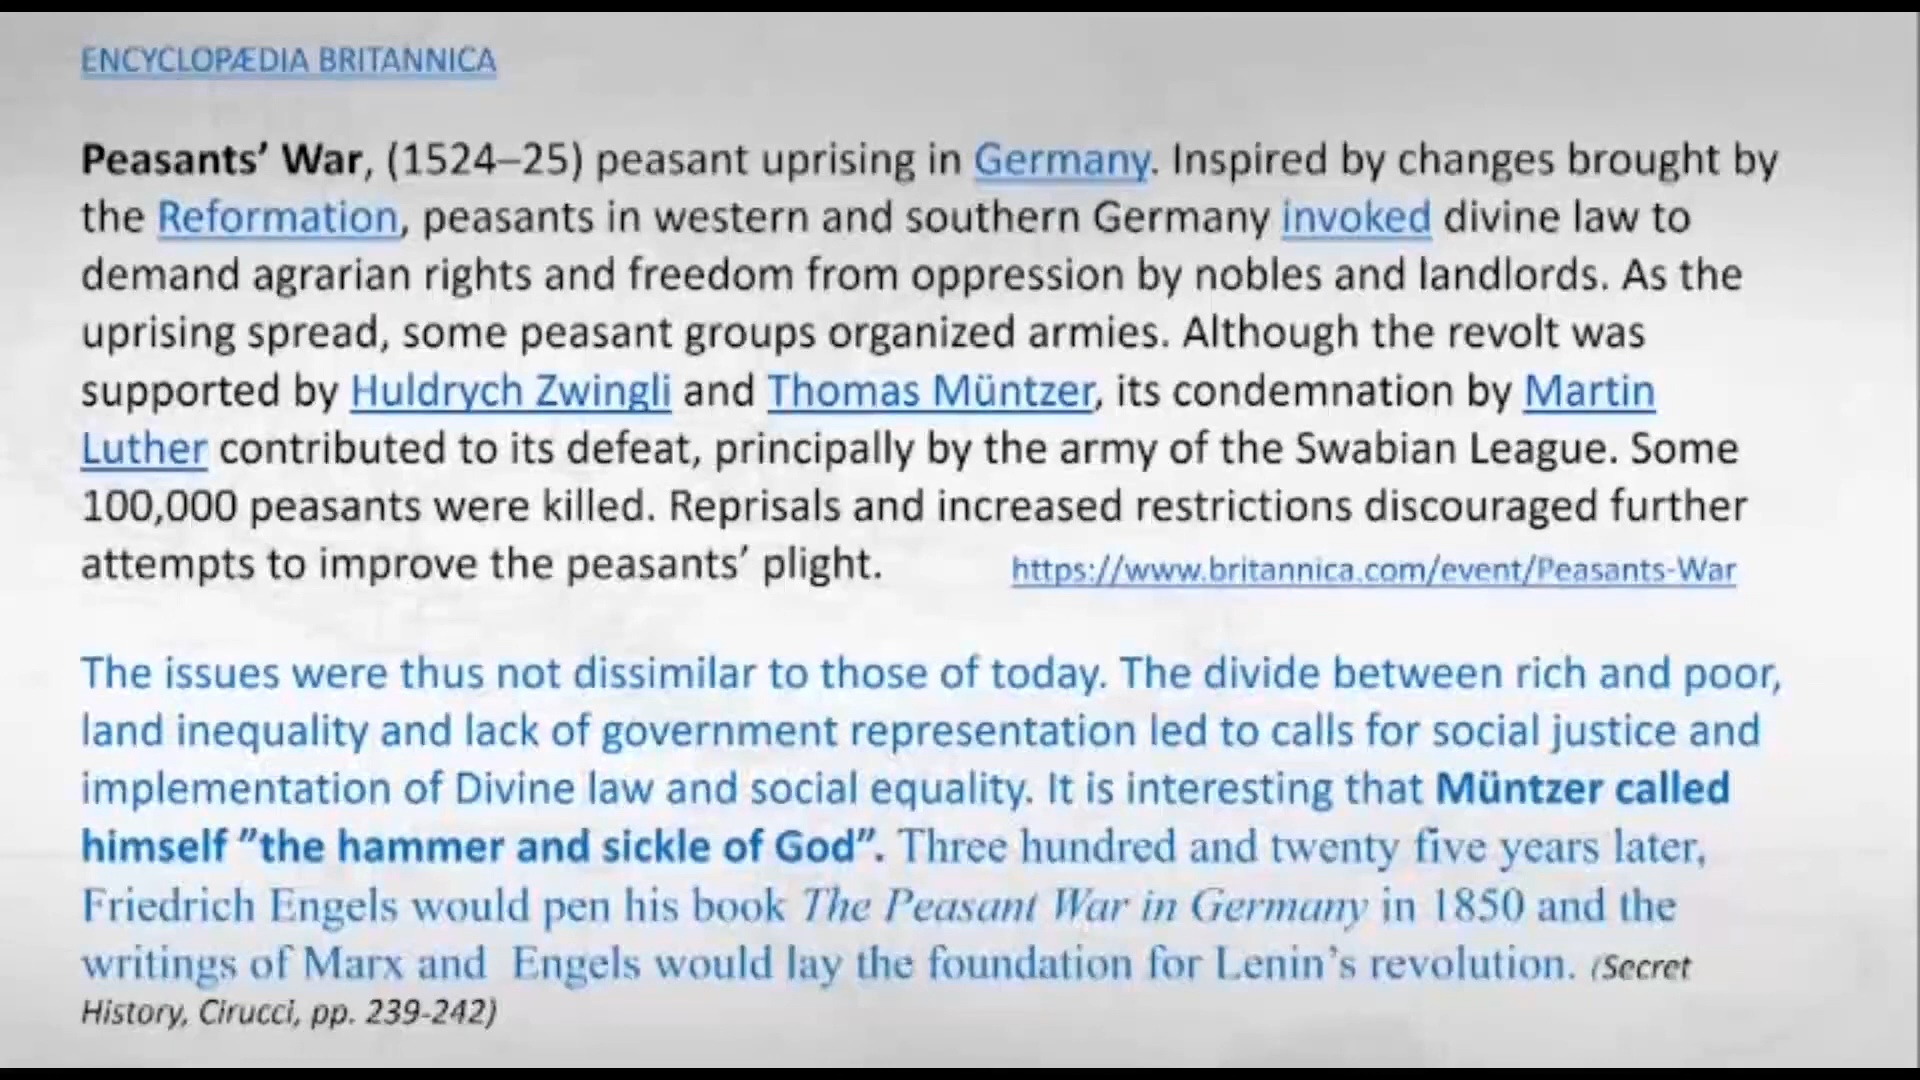 ENCYCLOPÆDIA BRITANNICA
Peasants’ War, (1524–25) peasant uprising in Germany. Inspired by changes brought by
the Reformation, peasants in western and southern Germany invoked divine law to
demand agrarian rights and freedom from oppression by nobles and landlords. As the
uprising spread, some peasant groups organized armies. Although the revolt was
supported by Huldrych Zwingli and Thomas Müntzer, its condemnation by Martin
Luther contributed to its defeat, principally by the army of the Swabian League. Some
100,000 peasants were killed. Reprisals and increased restrictions discouraged further
attempts to improve the peasants’ plight. https://www.britannica.com/event/Peasants-War
The issues were thus not dissimilar to those of today. The divide between rich and poor,
land inequality and lack of government representation led to calls for social justice and
implementation of Divine law and social equality. It is interesting that Müntzer called
himself ”the hammer and sickle of God”. Three hundred and twenty five years later,
Friedrich Engels would pen his book The Peasant War in Germany in 1850 and the
writings of Marx and Engels would lay the foundation for Lenin’s revolution. (Secret
History, Cirucci, pp. 239-242)